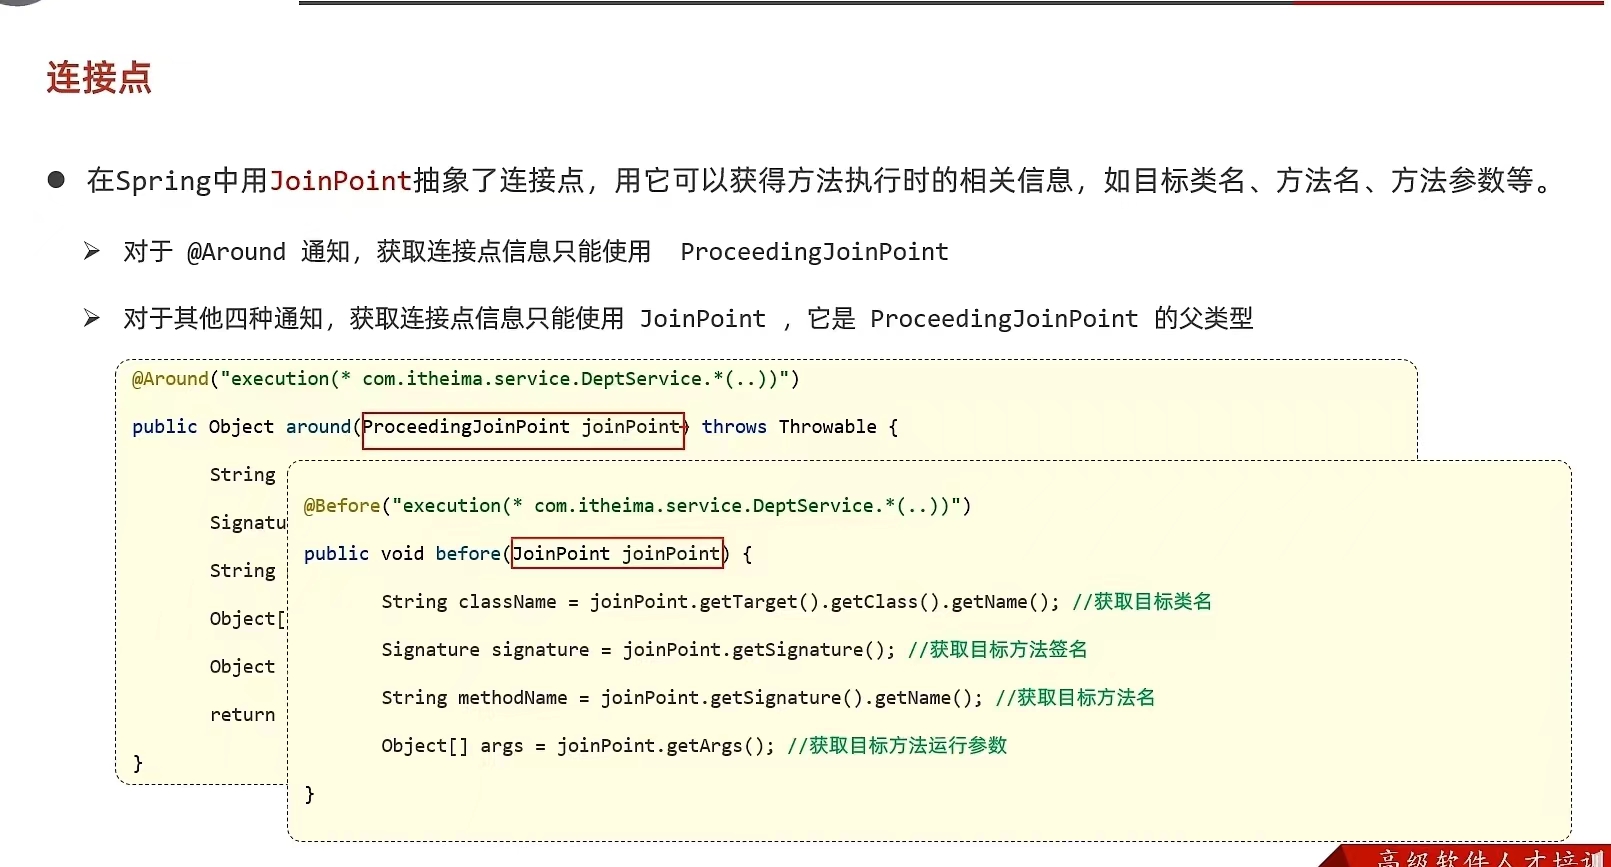 连接点
● 在Spring中用JoinPoint抽象了连接点，用它可以获得方法执行时的相关信息，如目标类名、方法名、方法参数等。
➢ 对于 @Around 通知，获取连接点信息只能使用 ProceedingJoinPoint
➢ 对于其他四种通知，获取连接点信息只能使用 JoinPoint ，它是 ProceedingJoinPoint 的父类型
@Around("execution(* com.itheima.service.DeptService.*(..))")
public Object around(ProceedingJoinPoint joinPoint) throws Throwable {
String
Signatu
String
Object[
Object
return
}
@Before("execution(* com.itheima.service.DeptService.*(..))")
public void before(JoinPoint joinPoint) {
String className = joinPoint.getTarget().getClass().getName(); //获取目标类名
Signature signature = joinPoint.getSignature(); //获取目标方法签名
String methodName = joinPoint.getSignature().getName(); //获取目标方法名
Object[] args = joinPoint.getArgs(); //获取目标方法运行参数
}
高级软件人才培训